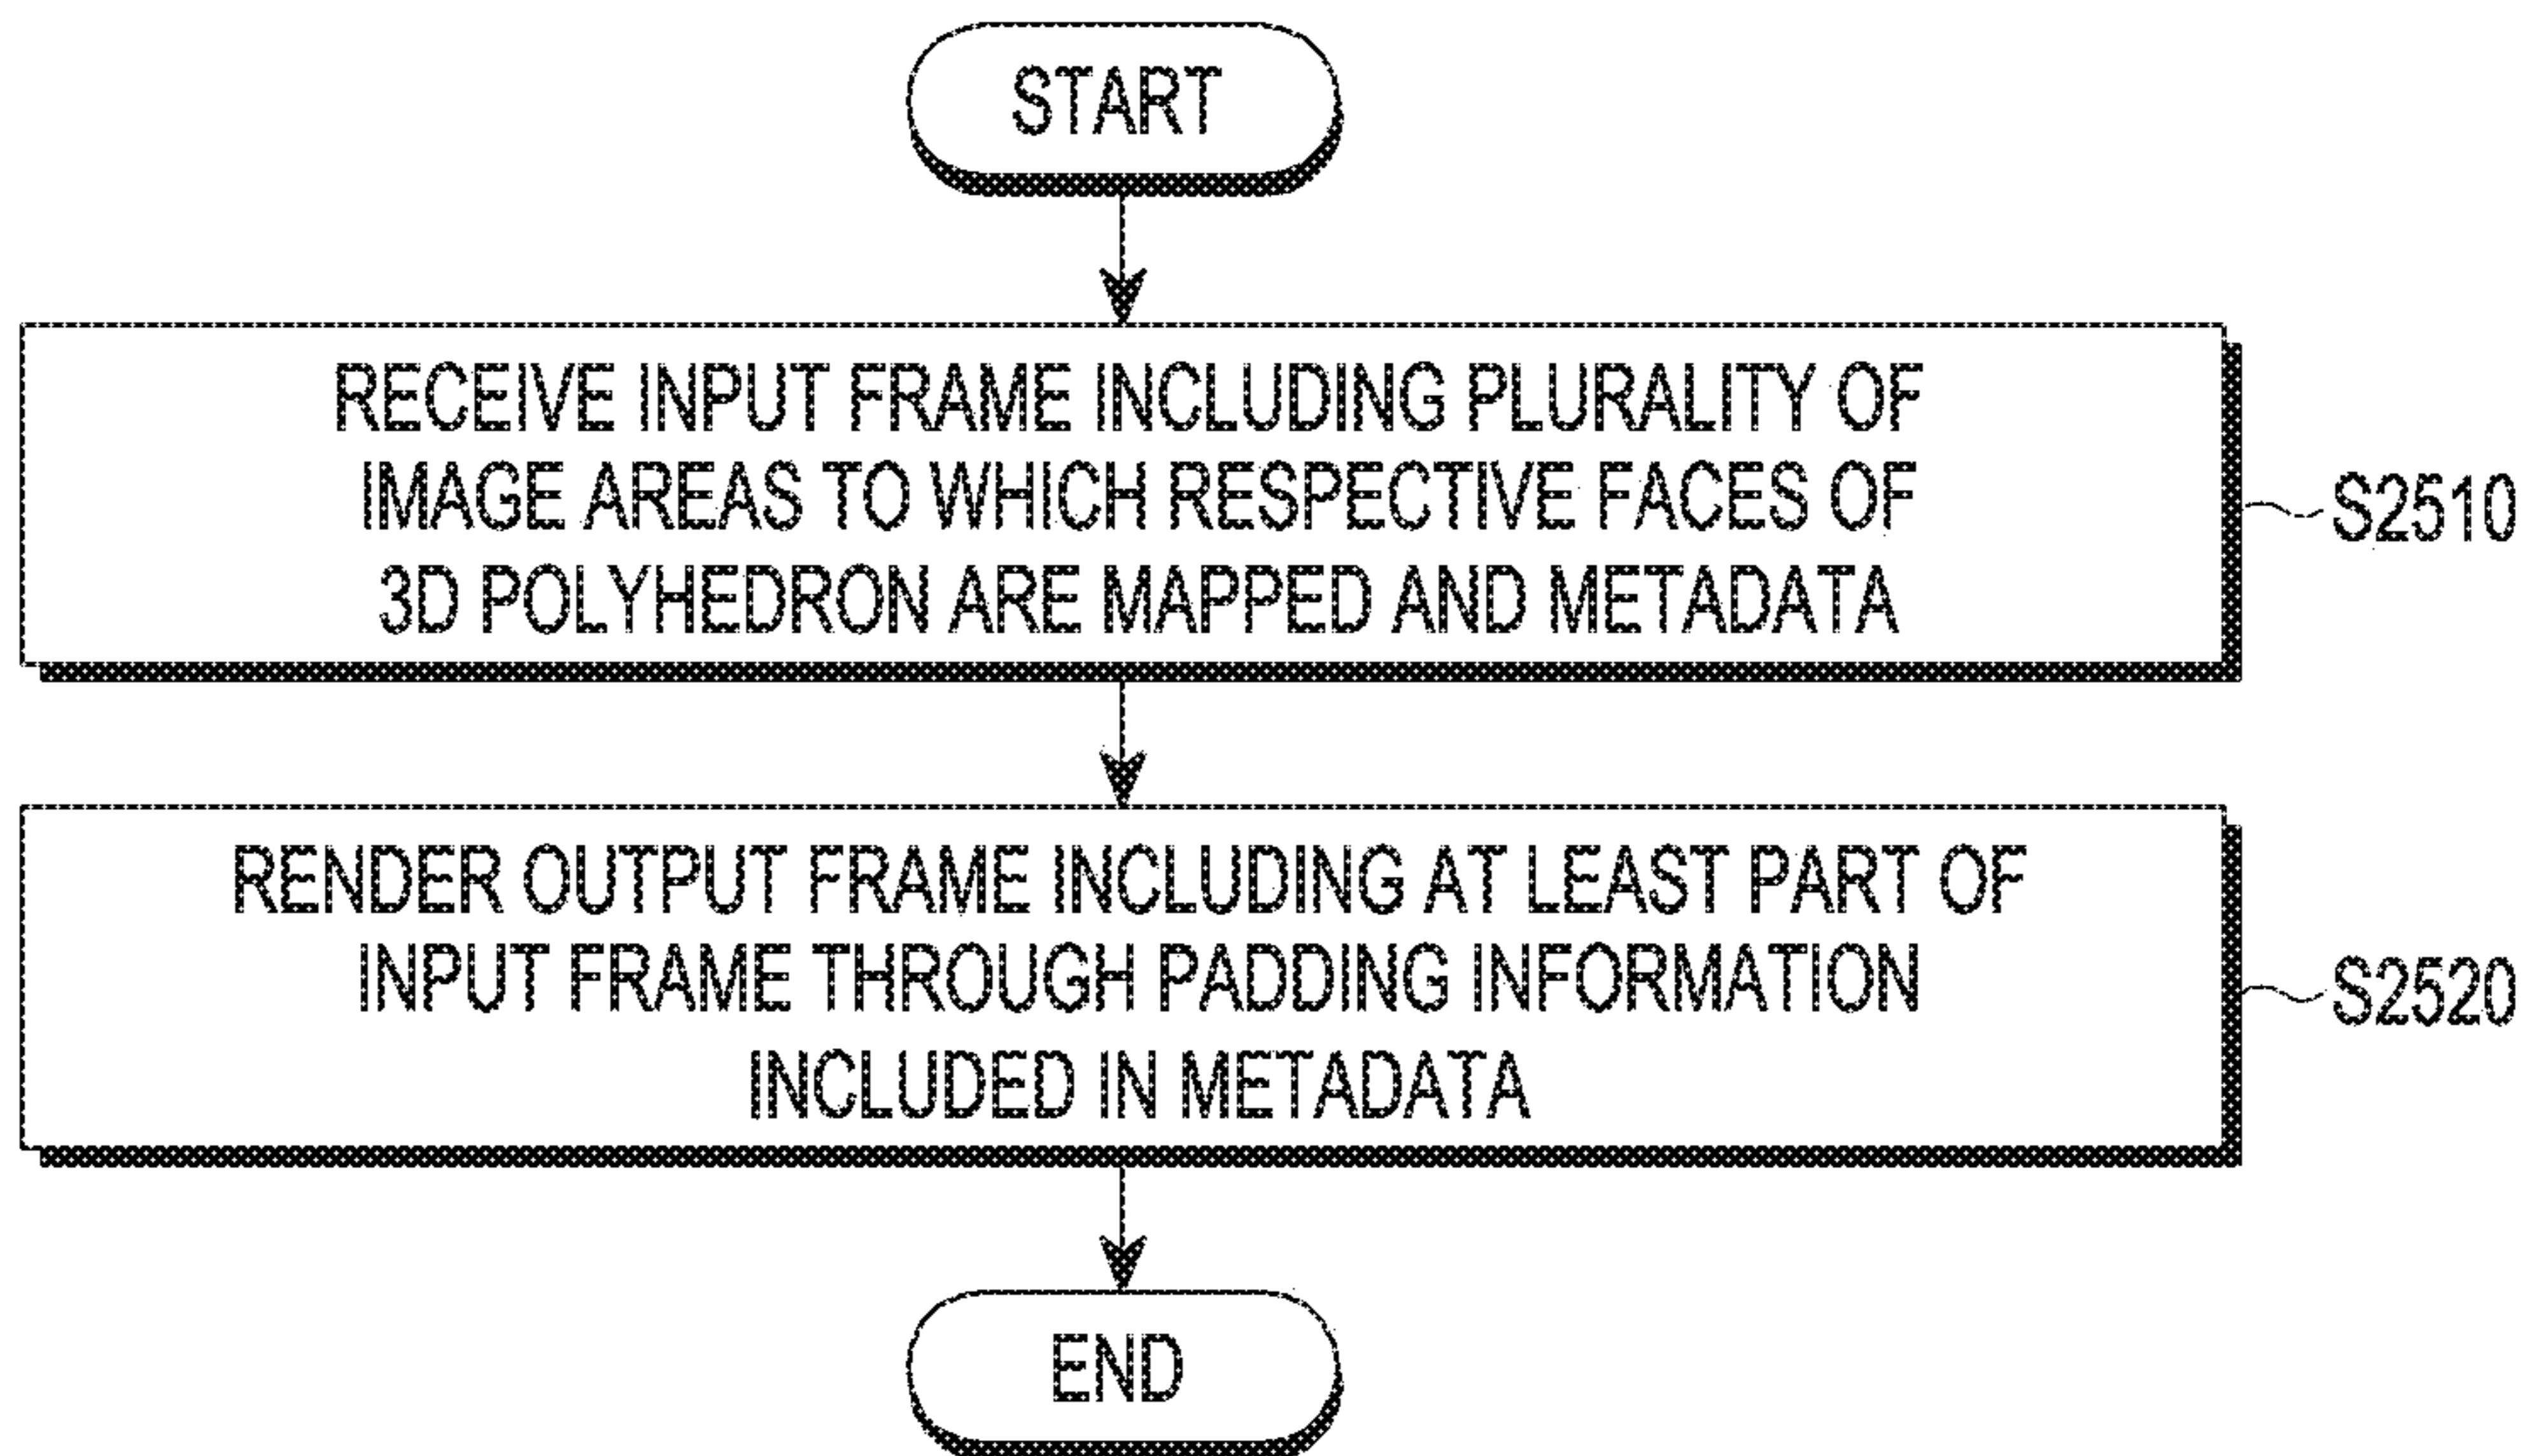 START
RECEIVE INPUT FRAME INCLUDING PLURALITY OF
IMAGE AREAS TO WHICH RESPECTIVE FACES OF
3D POLYHEDRON ARE MAPPED AND METADATA
S2510
RENDER OUTPUT FRAME INCLUDING AT LEAST PART OF
INPUT FRAME THROUGH PADDING INFORMATION
INCLUDED IN METADATA
S2520
END